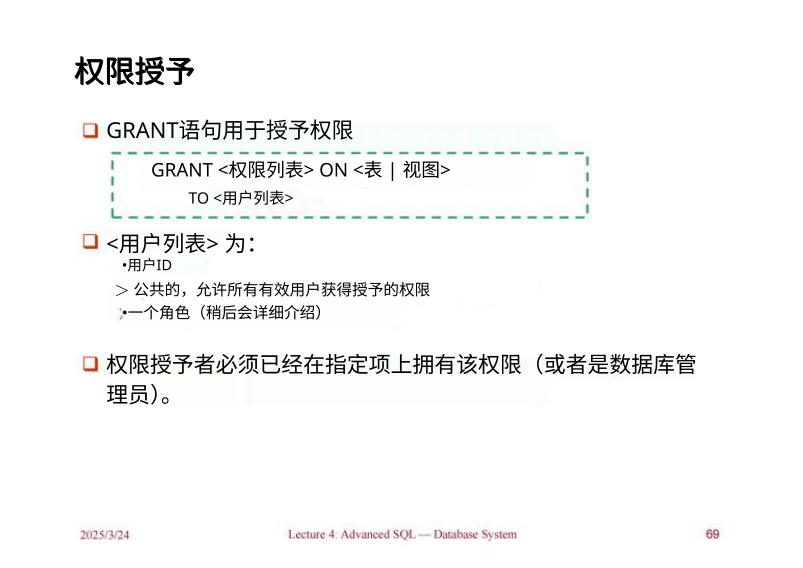 权限授予
GRANT语句用于授予权限
GRANT <权限列表> ON <表 | 视图>
TO <用户列表>
<用户列表> 为：
•用户ID
> 公共的，允许所有有效用户获得授予的权限
•一个角色（稍后会详细介绍）
权限授予者必须已经在指定项上拥有该权限（或者是数据库管
理员）。
2025/3/24 Lecture 4: Advanced SQL — Database System 69